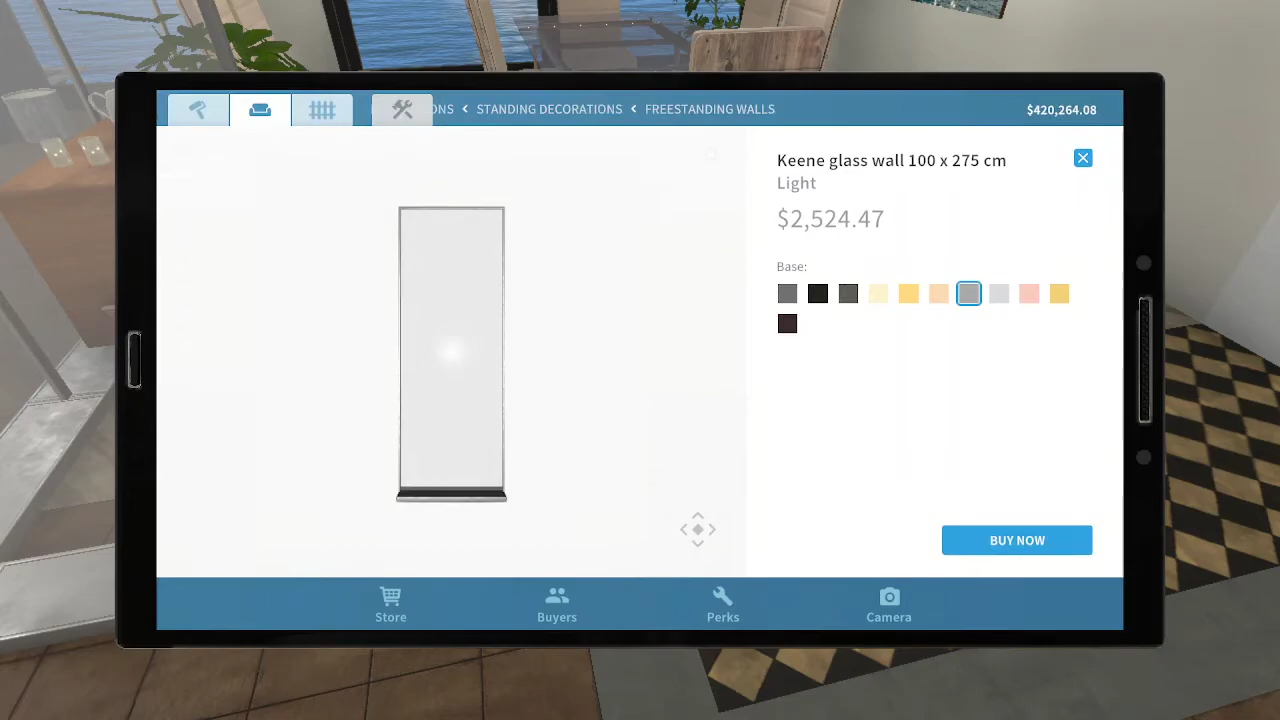 ONS < STANDING DECORATIONS < FREESTANDING WALLS
$420,264.08
Keene glass wall 100 x 275 cm
Light
$2,524.47
Base:
BUY NOW
Store
Buyers
Perks
Camera